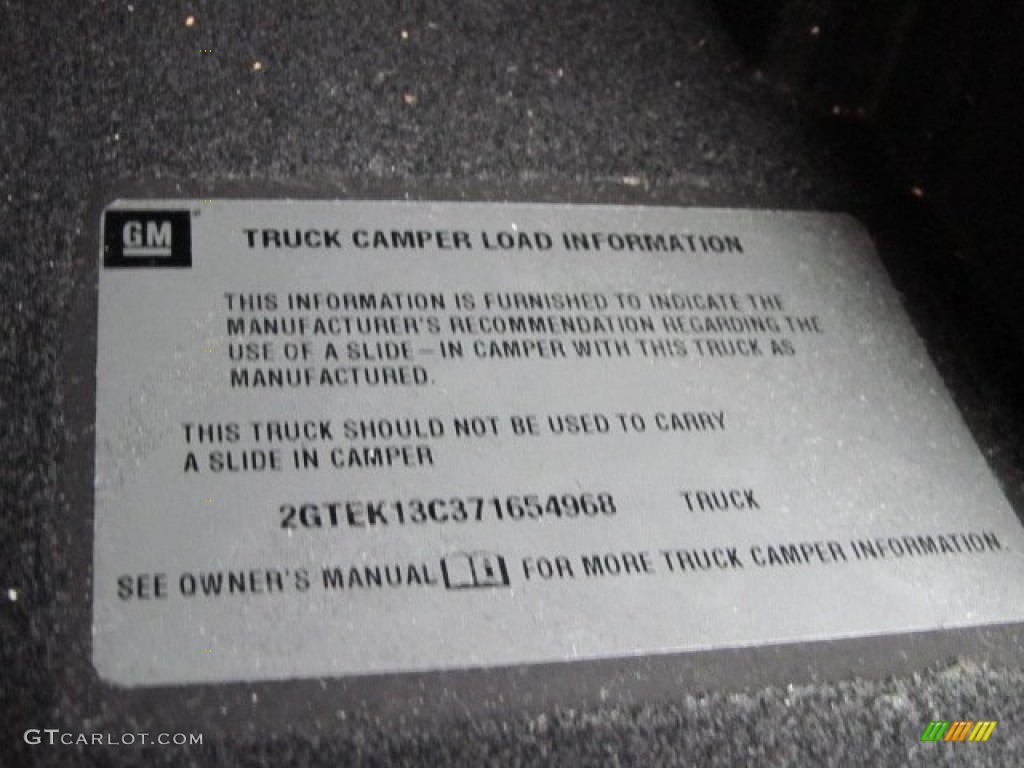 GM
TRUCK CAMPER LOAD INFORMATION
THIS INFORMATION IS FURNISHED TO INDICATE THE
MANUFACTURER'S RECOMMENDATION REGARDING THE
USE OF A SLIDE-IN CAMPER WITH THIS TRUCK AS
MANUFACTURED.
THIS TRUCK SHOULD NOT BE USED TO CARRY
A SLIDE IN CAMPER
2GTEK13C371654968 TRUCK
SEE OWNER'S MANUAL FOR MORE TRUCK CAMPER INFORMATION.
GTCARLOT.COM